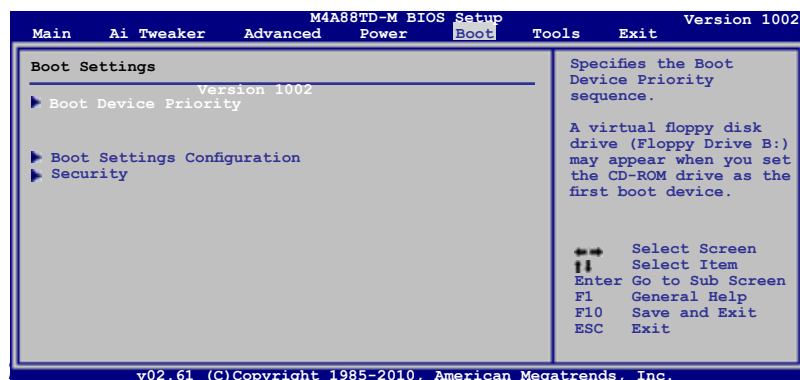 M4A88TD-M BIOS Setup Version 1002
Main Ai Tweaker Advanced Power Boot Tools Exit
Boot Settings
Version 1002
Boot Device Priority
Boot Settings Configuration
Security
Specifies the Boot
Device Priority
sequence.
A virtual floppy disk
drive (Floppy Drive B:)
may appear when you set
the CD-ROM drive as the
first boot device.
Select Screen
Select Item
Enter Go to Sub Screen
F1 General Help
F10 Save and Exit
ESC Exit
v02.61 (C)Copyright 1985-2010, American Megatrends, Inc.